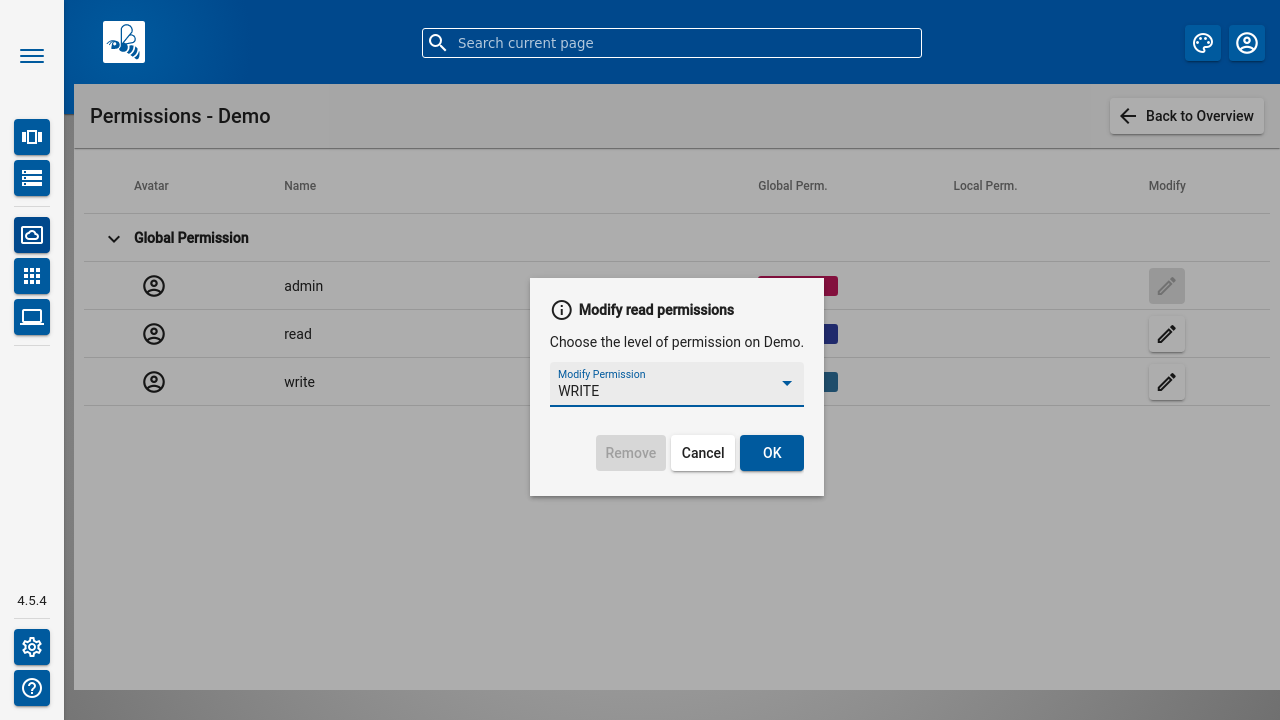 Search current page
Permissions - Demo
Back to Overview
Avatar Name Global Perm. Local Perm. Modify
Global Permission
admin
read
write
Modify read permissions
Choose the level of permission on Demo.
Modify Permission
WRITE
Remove Cancel OK
4.5.4